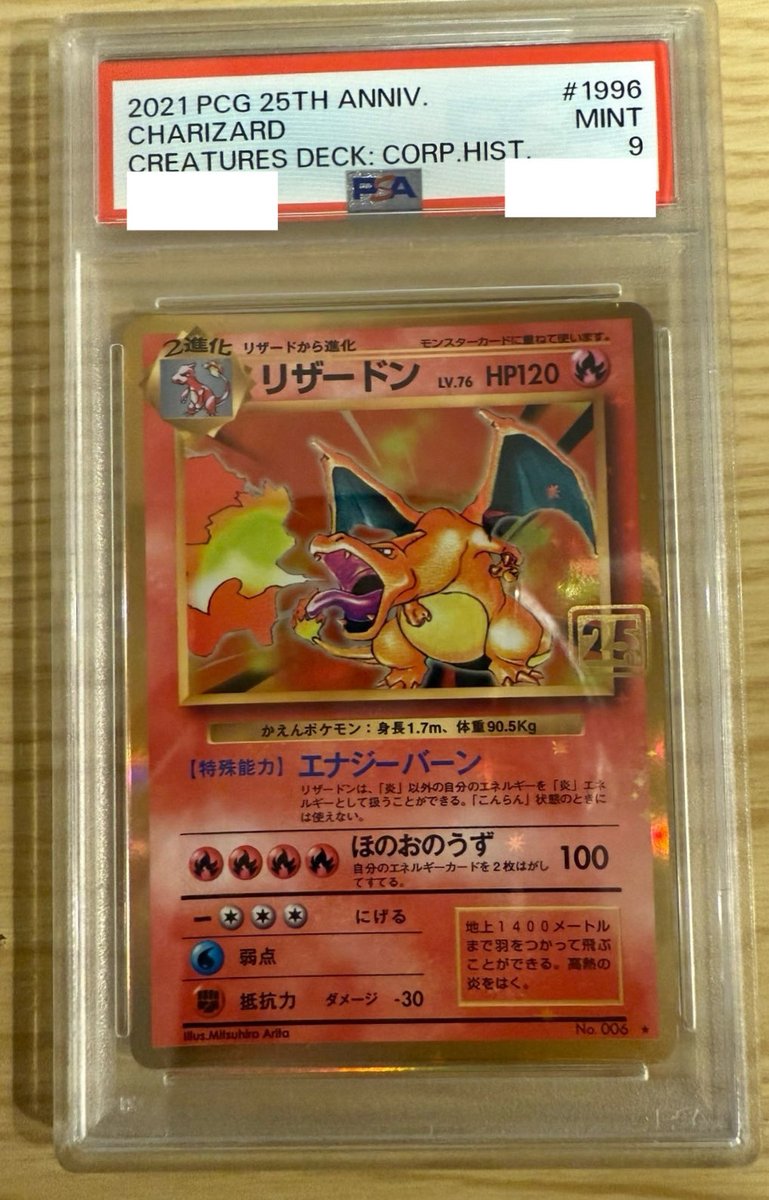 2021 PCG 25TH ANNIV. #1996
CHARIZARD MINT
CREATURES DECK: CORP.HIST. 9
PSA
2進化 リザードから進化 モンスターカードに重ねて使います。
リザードン LV.76 HP120
25
かえんポケモン：身長1.7m、体重90.5Kg
【特殊能力】エナジーバーン
リザードンは、「炎」以外の自分のエネルギーを「炎」エネ
ルギーとして扱うことができる。「こんらん」状態のときに
は使えない。
ほのおのうず 100
自分のエネルギーカードを2枚はがし
てすてる。
にげる
弱点
抵抗力 ダメージ -30
地上1400メートル
まで羽をつかって飛ぶ
ことができる。高熱の
炎をはく。
Illus.Mitsuhiro Arita No. 006 ★